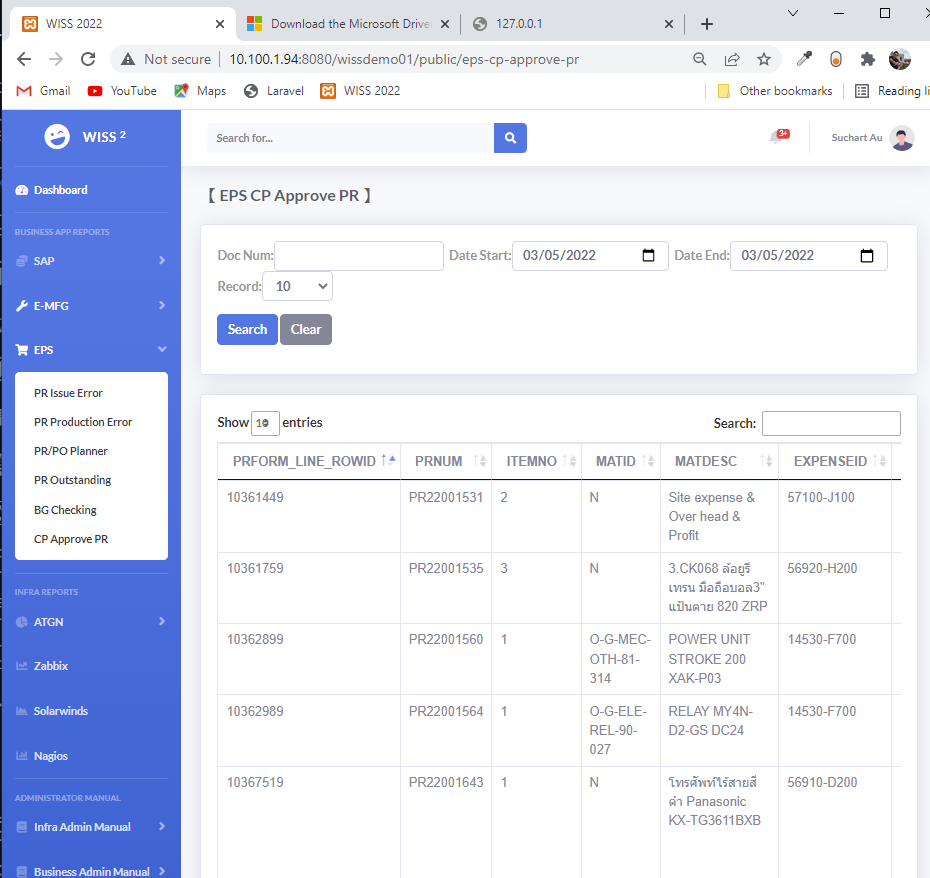 WISS 2022
Download the Microsoft Drive
127.0.0.1
Not secure
10.100.1.94:8080/wissdemo01/public/eps-cp-approve-pr
Gmail
YouTube
Maps
Laravel
WISS 2022
Other bookmarks
Reading li
WISS 2
Search for...
3+
Suchart Au
Dashboard
【 EPS CP Approve PR 】
BUSINESS APP REPORTS
SAP
E-MFG
EPS
PR Issue Error
PR Production Error
PR/PO Planner
PR Outstanding
BG Checking
CP Approve PR
INFRA REPORTS
ATGN
Zabbix
Solarwinds
Nagios
ADMINISTRATOR MANUAL
Infra Admin Manual
Business Admin Manual
Doc Num:
Date Start: 03/05/2022
Date End: 03/05/2022
Record: 10
Search Clear
Show 10 entries
Search:
PRFORM_LINE_ROWID PRNUM ITEMNO MATID MATDESC EXPENSEID
10361449 PR22001531 2 N Site expense & 57100-J100
Over head &
Profit
10361759 PR22001535 3 N 3.CK068 ล้อยูรี 56920-H200
เทรน มือถือบอล3"
แป้นตาย 820 ZRP
10362899 PR22001560 1 O-G-MEC- POWER UNIT 14530-F700
OTH-81- STROKE 200
314 XAK-P03
10362989 PR22001564 1 O-G-ELE- RELAY MY4N- 14530-F700
REL-90- D2-GS DC24
027
10367519 PR22001643 1 N โทรศัพท์ไร้สายสี 56910-D200
ดำ Panasonic
KX-TG3611BXB